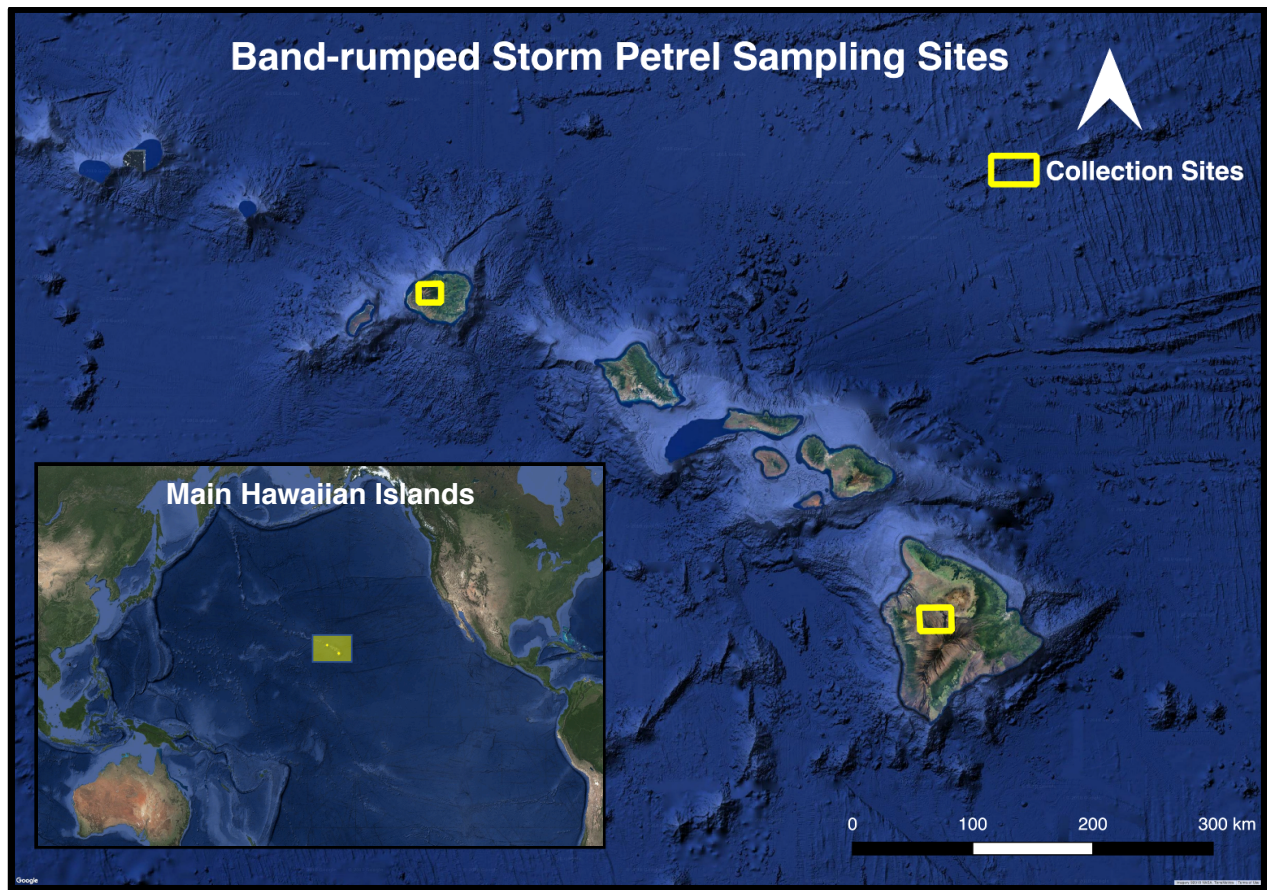 Band-rumped Storm Petrel Sampling Sites
Collection Sites
Main Hawaiian Islands
0 100 200 300 km
Google